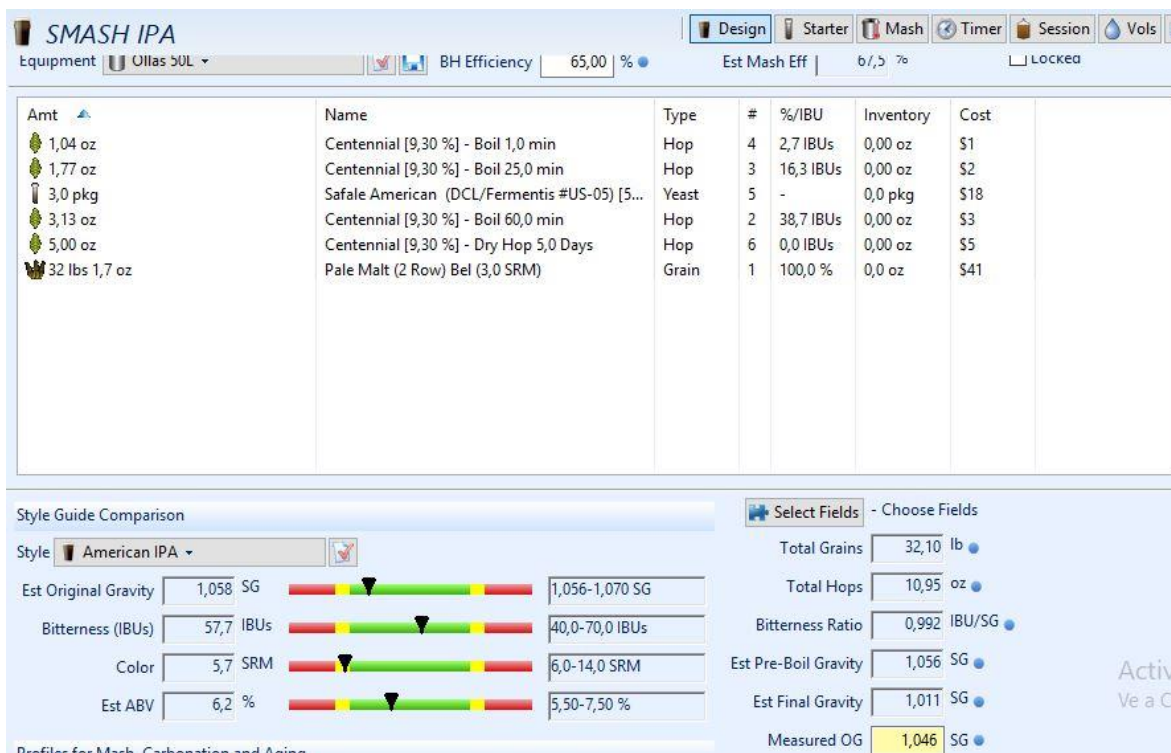 SMASH IPA
Design Starter Mash Timer Session Vols
Equipment Ollas 50L BH Efficiency 65,00 % Est Mash Eff 67,5 % Locked
Amt Name Type # %/IBU Inventory Cost
1,04 oz Centennial [9,30 %] - Boil 1,0 min Hop 4 2,7 IBUs 0,00 oz $1
1,77 oz Centennial [9,30 %] - Boil 25,0 min Hop 3 16,3 IBUs 0,00 oz $2
3,0 pkg Safale American (DCL/Fermentis #US-05) [5... Yeast 5 - 0,0 pkg $18
3,13 oz Centennial [9,30 %] - Boil 60,0 min Hop 2 38,7 IBUs 0,00 oz $3
5,00 oz Centennial [9,30 %] - Dry Hop 5,0 Days Hop 6 0,0 IBUs 0,00 oz $5
32 lbs 1,7 oz Pale Malt (2 Row) Bel (3,0 SRM) Grain 1 100,0 % 0,0 oz $41
Style Guide Comparison
Select Fields - Choose Fields
Style American IPA
Total Grains 32,10 lb
Est Original Gravity 1,058 SG 1,056-1,070 SG
Total Hops 10,95 oz
Bitterness (IBUs) 57,7 IBUs 40,0-70,0 IBUs
Bitterness Ratio 0,992 IBU/SG
Color 5,7 SRM 6,0-14,0 SRM
Est Pre-Boil Gravity 1,056 SG
Est ABV 6,2 % 5,50-7,50 %
Est Final Gravity 1,011 SG
Activ
Ve a C
Measured OG 1,046 SG
Profiles for Mash, Carbonation and Aging